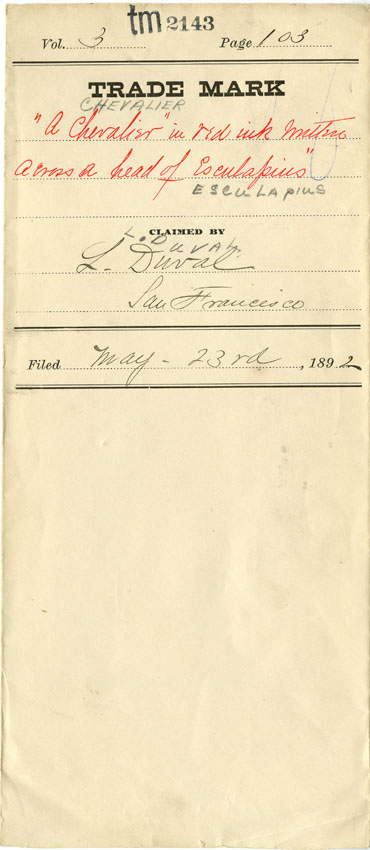 tm 2143
Vol. 3 Page 103
TRADE MARK
CHEVALIER
"A Chevalier" in red ink written
across a head of Esculapius"
ESCULAPIUS
CLAIMED BY
L. DUVAL
L. Duval
San Francisco
Filed May - 23rd, 1892